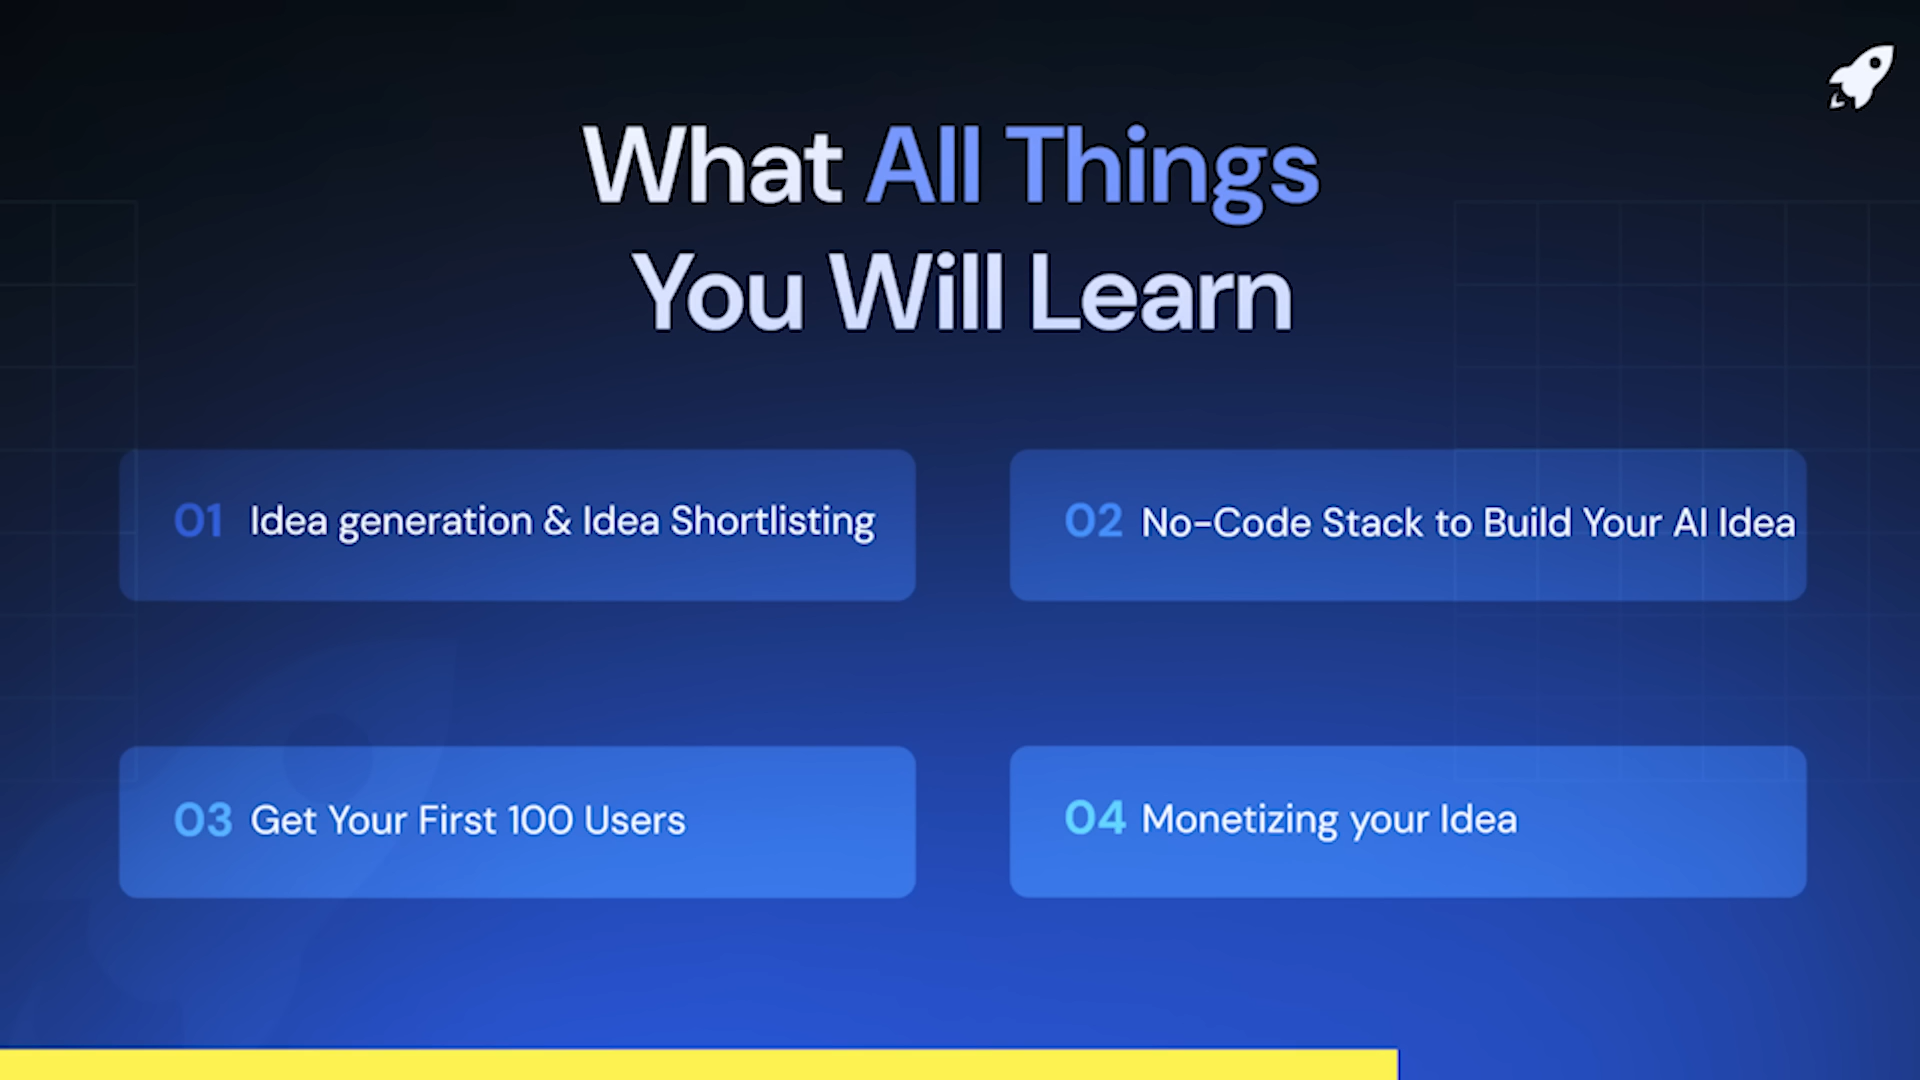 What All Things
You Will Learn
01 Idea generation & Idea Shortlisting
02 No-Code Stack to Build Your AI Idea
03 Get Your First 100 Users
04 Monetizing your Idea